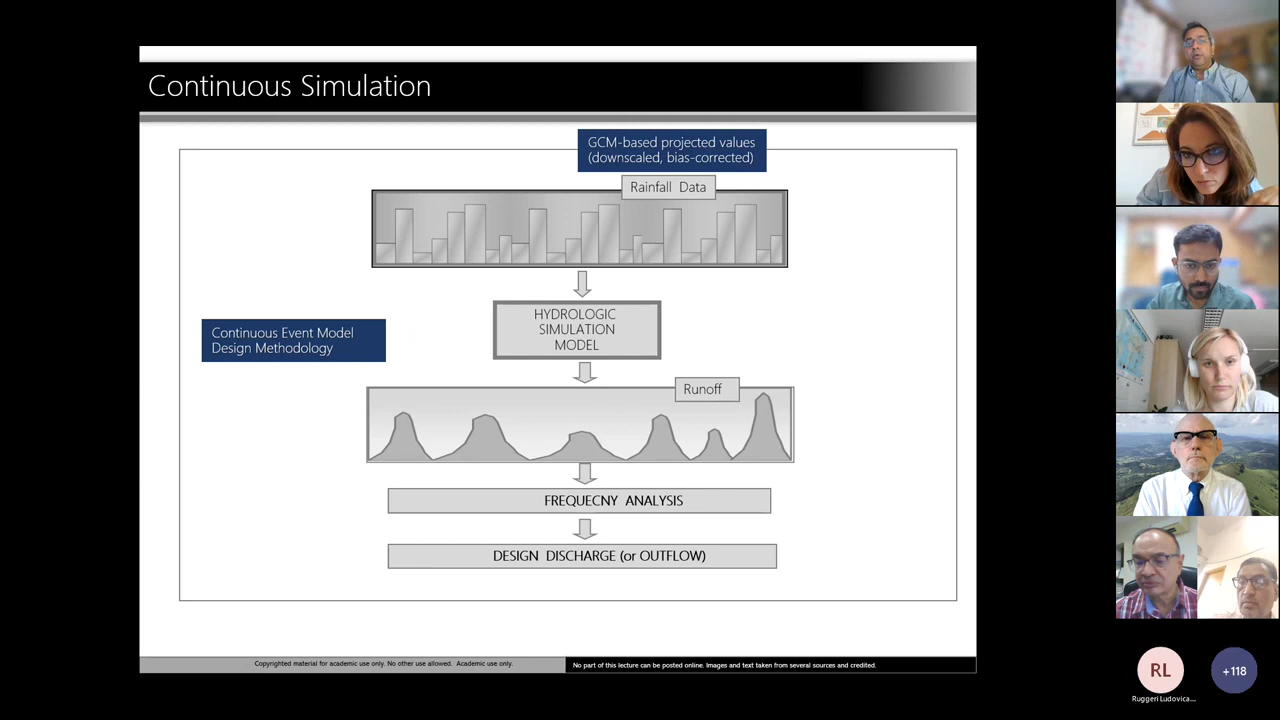 Continuous Simulation
GCM-based projected values
(downscaled, bias-corrected)
Rainfall Data
HYDROLOGIC
SIMULATION
MODEL
Continuous Event Model
Design Methodology
Runoff
FREQUECNY ANALYSIS
DESIGN DISCHARGE (or OUTFLOW)
Copyrighted material for academic use only. No other use allowed. Academic use only.
No part of this lecture can be posted online. Images and text taken from several sources and credited.
RL
+118
Ruggeri Ludovica...